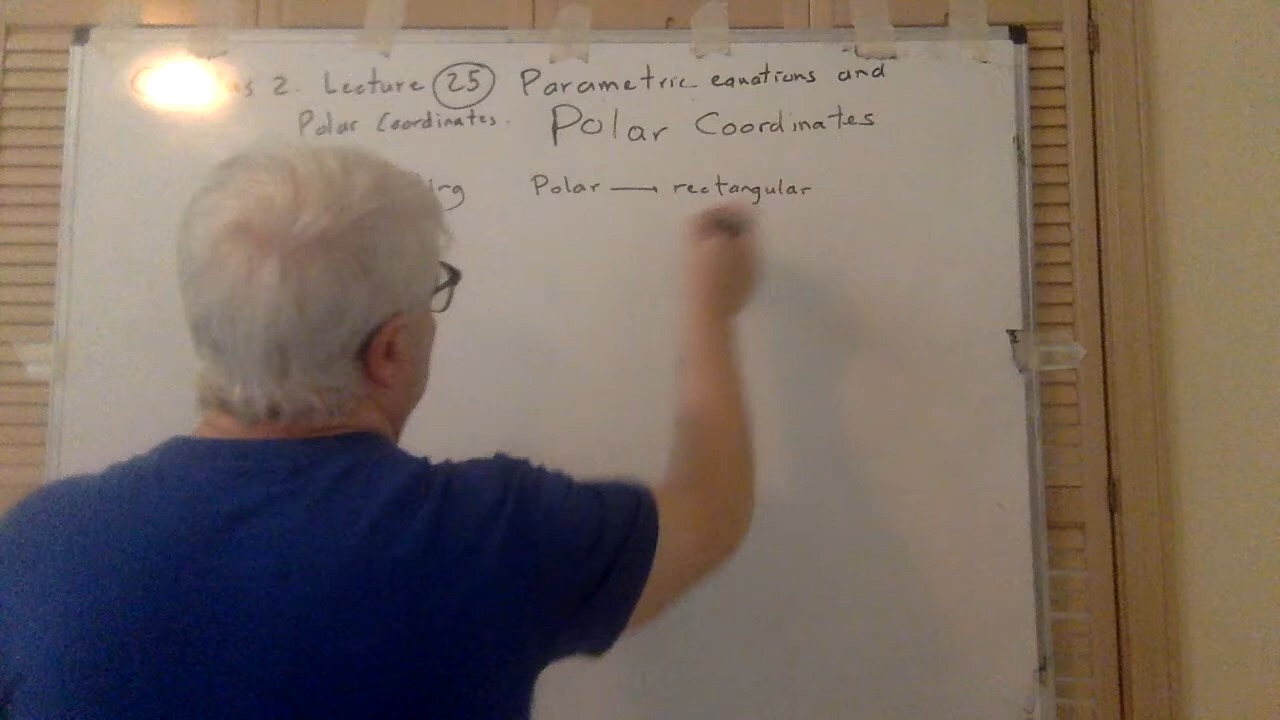 2. Lecture 25 Parametric equations and
Polar Coordinates. Polar Coordinates
Polar → rectangular